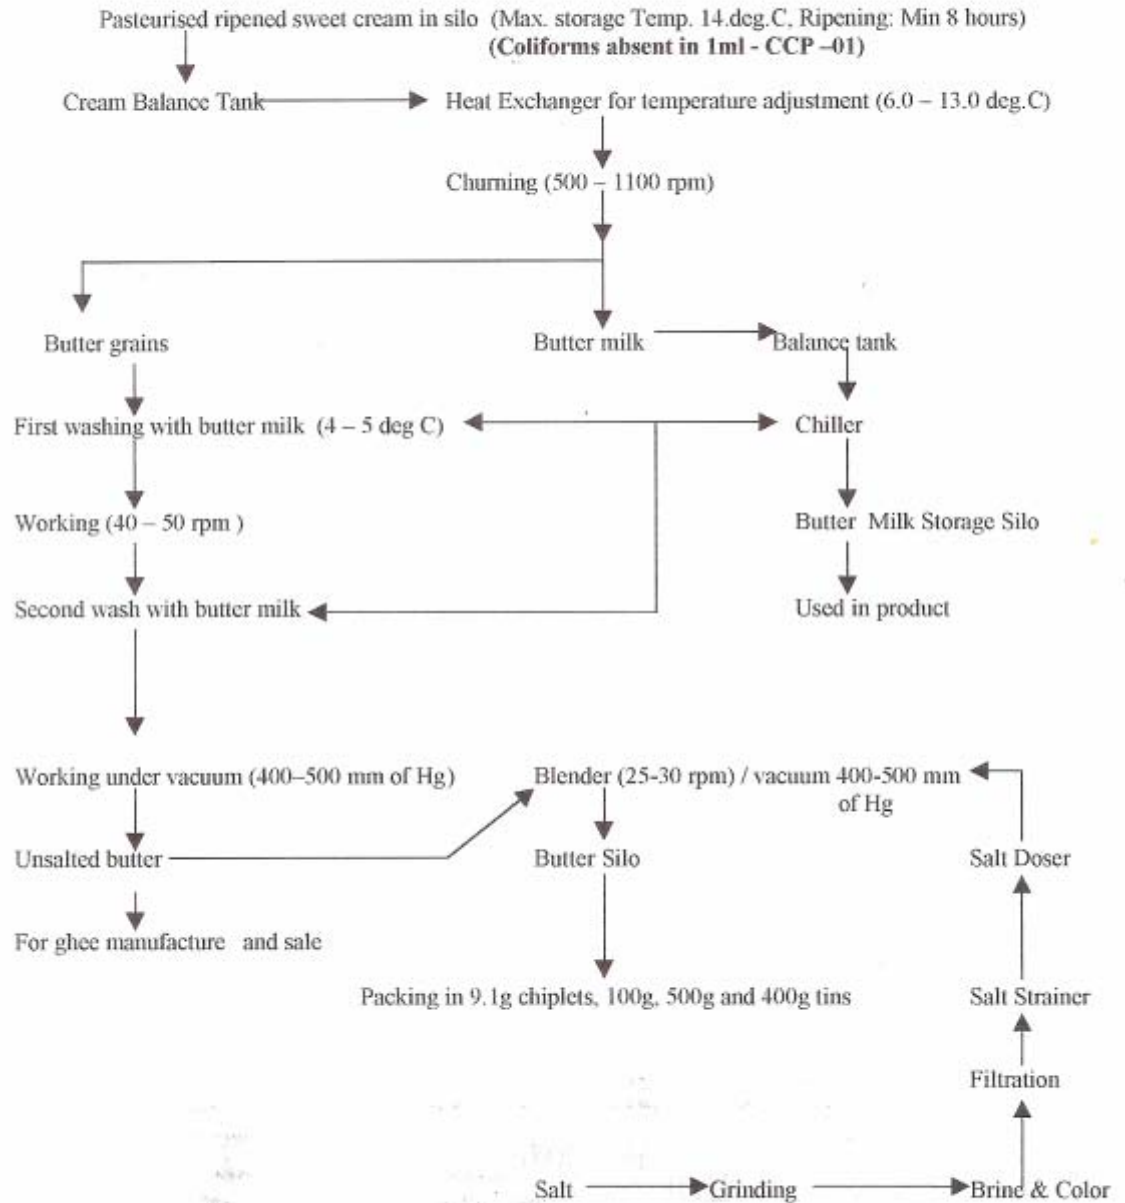 Pasteurised ripened sweet cream in silo (Max. storage Temp. 14.deg.C, Ripening: Min 8 hours)
(Coliforms absent in 1ml - CCP –01)
Cream Balance Tank
Heat Exchanger for temperature adjustment (6.0 – 13.0 deg.C)
Churning (500 – 1100 rpm)
Butter grains
Butter milk
Balance tank
First washing with butter milk (4 – 5 deg C)
Chiller
Working (40 – 50 rpm )
Butter Milk Storage Silo
Second wash with butter milk
Used in product
Working under vacuum (400–500 mm of Hg)
Blender (25-30 rpm) / vacuum 400-500 mm
of Hg
Unsalted butter
Butter Silo
Salt Doser
For ghee manufacture and sale
Packing in 9.1g chiplets, 100g, 500g and 400g tins
Salt Strainer
Filtration
Salt
Grinding
Brine & Color